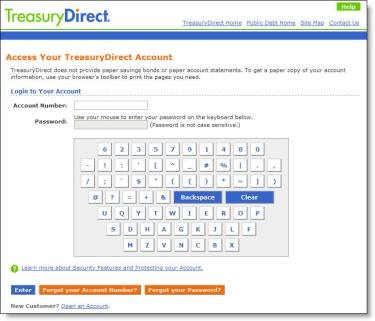 Help
TreasuryDirect.
TreasuryDirect Home Public Debt Home Site Map Contact Us
Access Your TreasuryDirect Account
TreasuryDirect does not provide paper savings bonds or paper account statements. To get a paper copy of your account
information, use your browser's toolbar to print the pages you need.
Login to Your Account
Account Number:
Use your mouse to enter your password on the keyboard below.
Password: (Password is not case sensitive.)
6 2 3 5 7 9 1 4 8 0
- ! : ' [ ^ _ # % | . ,
/ ; ` $ " ( { ) * ~ ] }
@ ? = + & Backspace Clear
U Q Y T W I E R O P
S D H A G K J L F
M Z V N C B X
Learn more about Security Features and Protecting your Account.
Enter Forgot your Account Number? Forgot your Password?
New Customer? Open an Account.